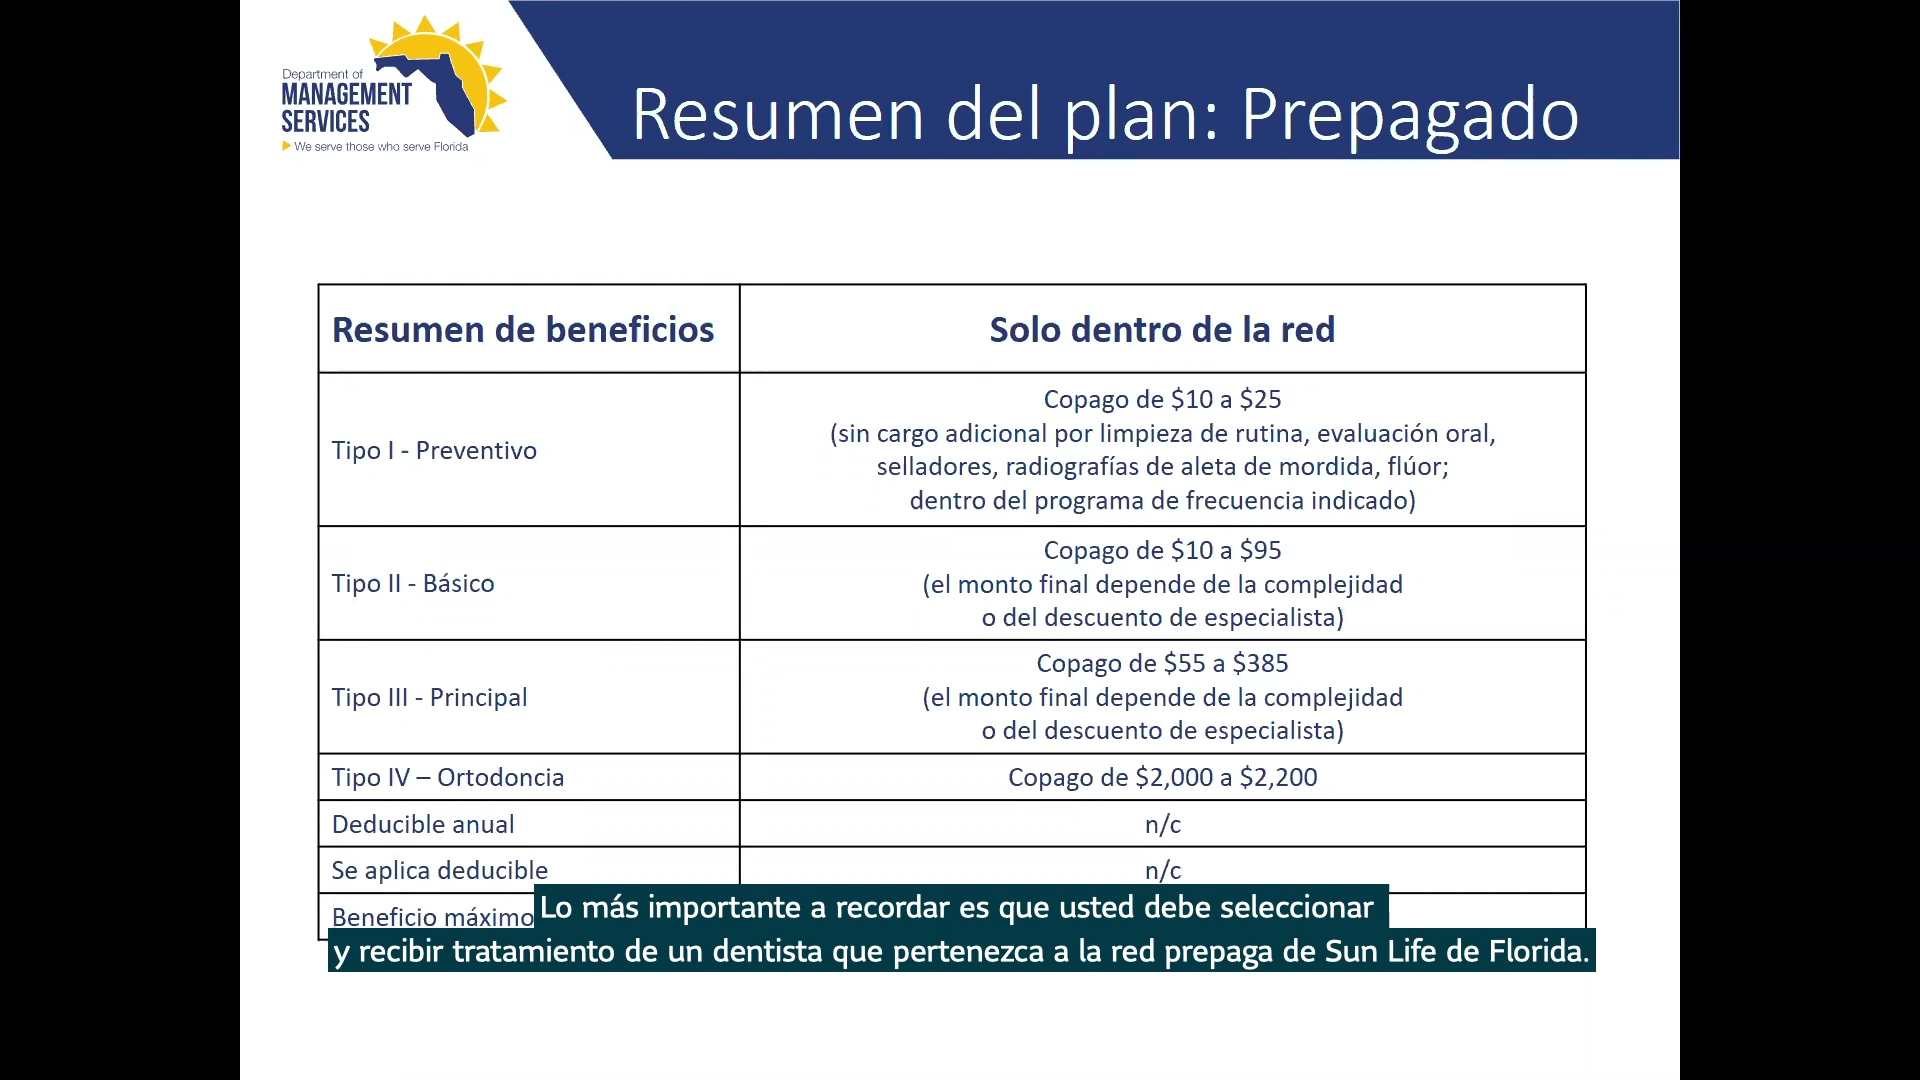 Department of
MANAGEMENT
SERVICES
We serve those who serve Florida
Resumen del plan: Prepagado
Resumen de beneficios
Solo dentro de la red
Tipo I - Preventivo
Copago de $10 a $25
(sin cargo adicional por limpieza de rutina, evaluación oral,
selladores, radiografías de aleta de mordida, flúor;
dentro del programa de frecuencia indicado)
Tipo II - Básico
Copago de $10 a $95
(el monto final depende de la complejidad
o del descuento de especialista)
Tipo III - Principal
Copago de $55 a $385
(el monto final depende de la complejidad
o del descuento de especialista)
Tipo IV – Ortodoncia
Copago de $2,000 a $2,200
Deducible anual
n/c
Se aplica deducible
n/c
Beneficio máximo
Lo más importante a recordar es que usted debe seleccionar
y recibir tratamiento de un dentista que pertenezca a la red prepaga de Sun Life de Florida.